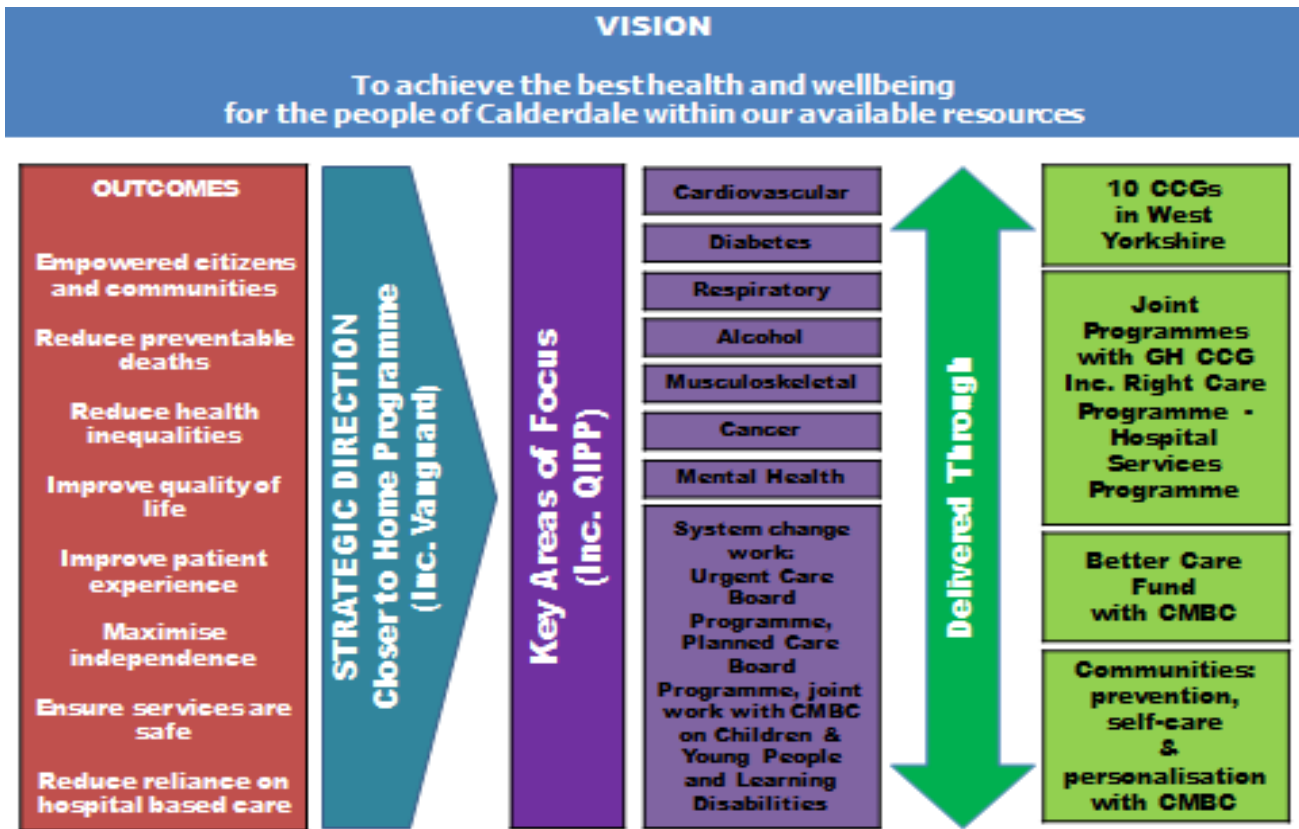 VISION
To achieve the best health and wellbeing
for the people of Calderdale within our available resources
OUTCOMES
Empowered citizens
and communities
Reduce preventable
deaths
Reduce health
inequalities
Improve quality of
life
Improve patient
experience
Maximise
independence
Ensure services are
safe
Reduce reliance on
hospital based care
STRATEGIC DIRECTION
Closer to Home Programme
(Inc. Vanguard)
Key Areas of Focus
(Inc. QIPP)
Cardiovascular
Diabetes
Respiratory
Alcohol
Musculoskeletal
Cancer
Mental Health
System change
work:
Urgent Care
Board
Programme,
Planned Care
Board
Programme, joint
work with CMBC
on Children &
Young People
and Learning
Disabilities
Delivered Through
10 CCGs
in West
Yorkshire
Joint
Programmes
with GH CCG
Inc. Right Care
Programme -
Hospital
Services
Programme
Better Care
Fund
with CMBC
Communities:
prevention,
self-care
&
personalisation
with CMBC